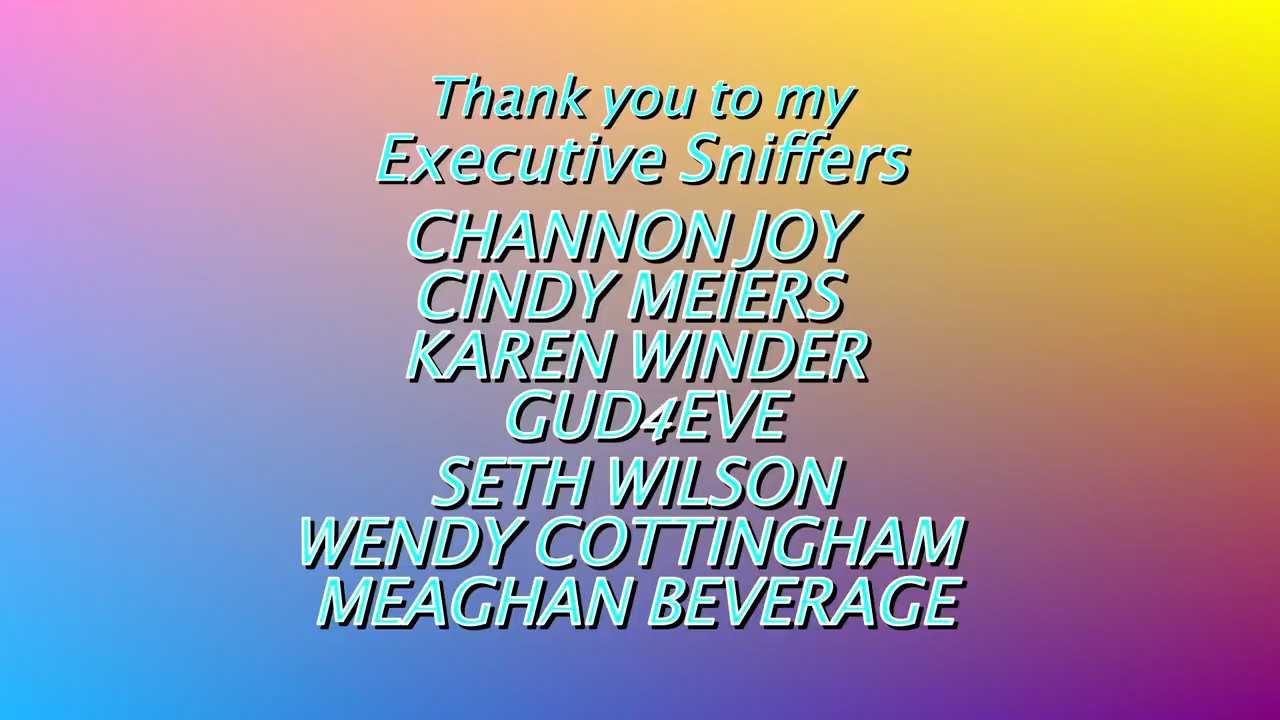 Thank you to my
Executive Sniffers
CHANNON JOY
CINDY MEIERS
KAREN WINDER
GUD4EVE
SETH WILSON
WENDY COTTINGHAM
MEAGHAN BEVERAGE